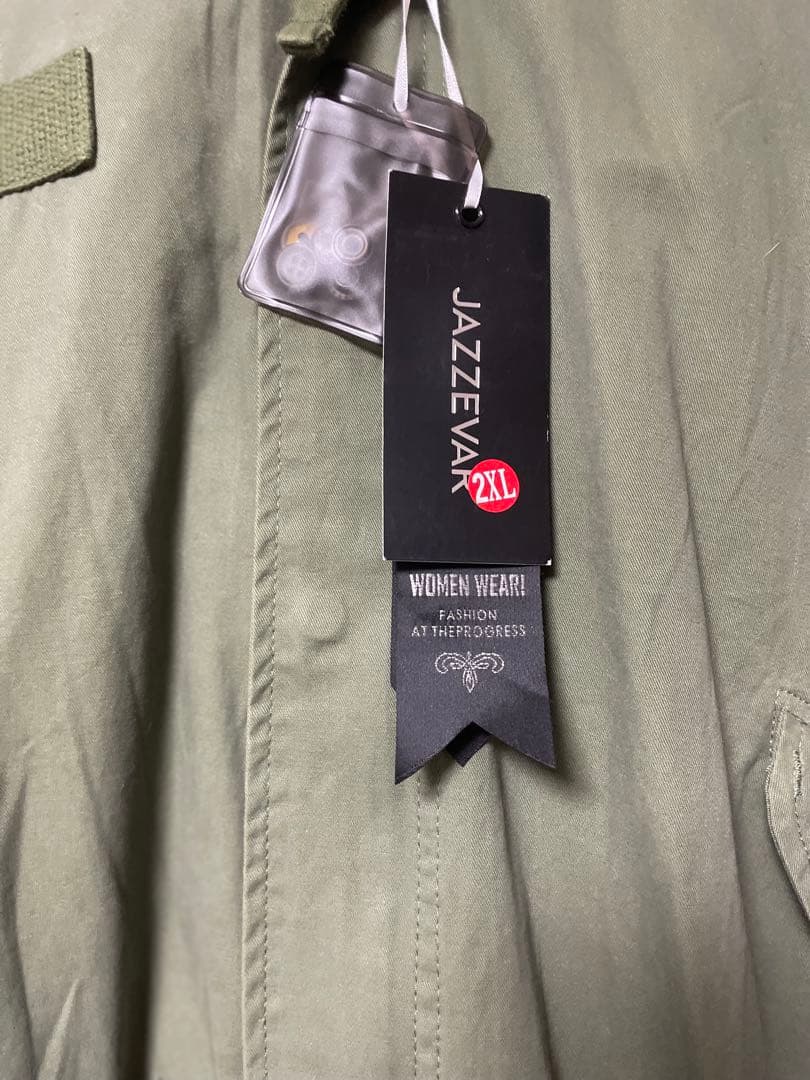 JAZZEVAR
2XL
WOMEN WEAR!
FASHION
AT THEPROGRESS